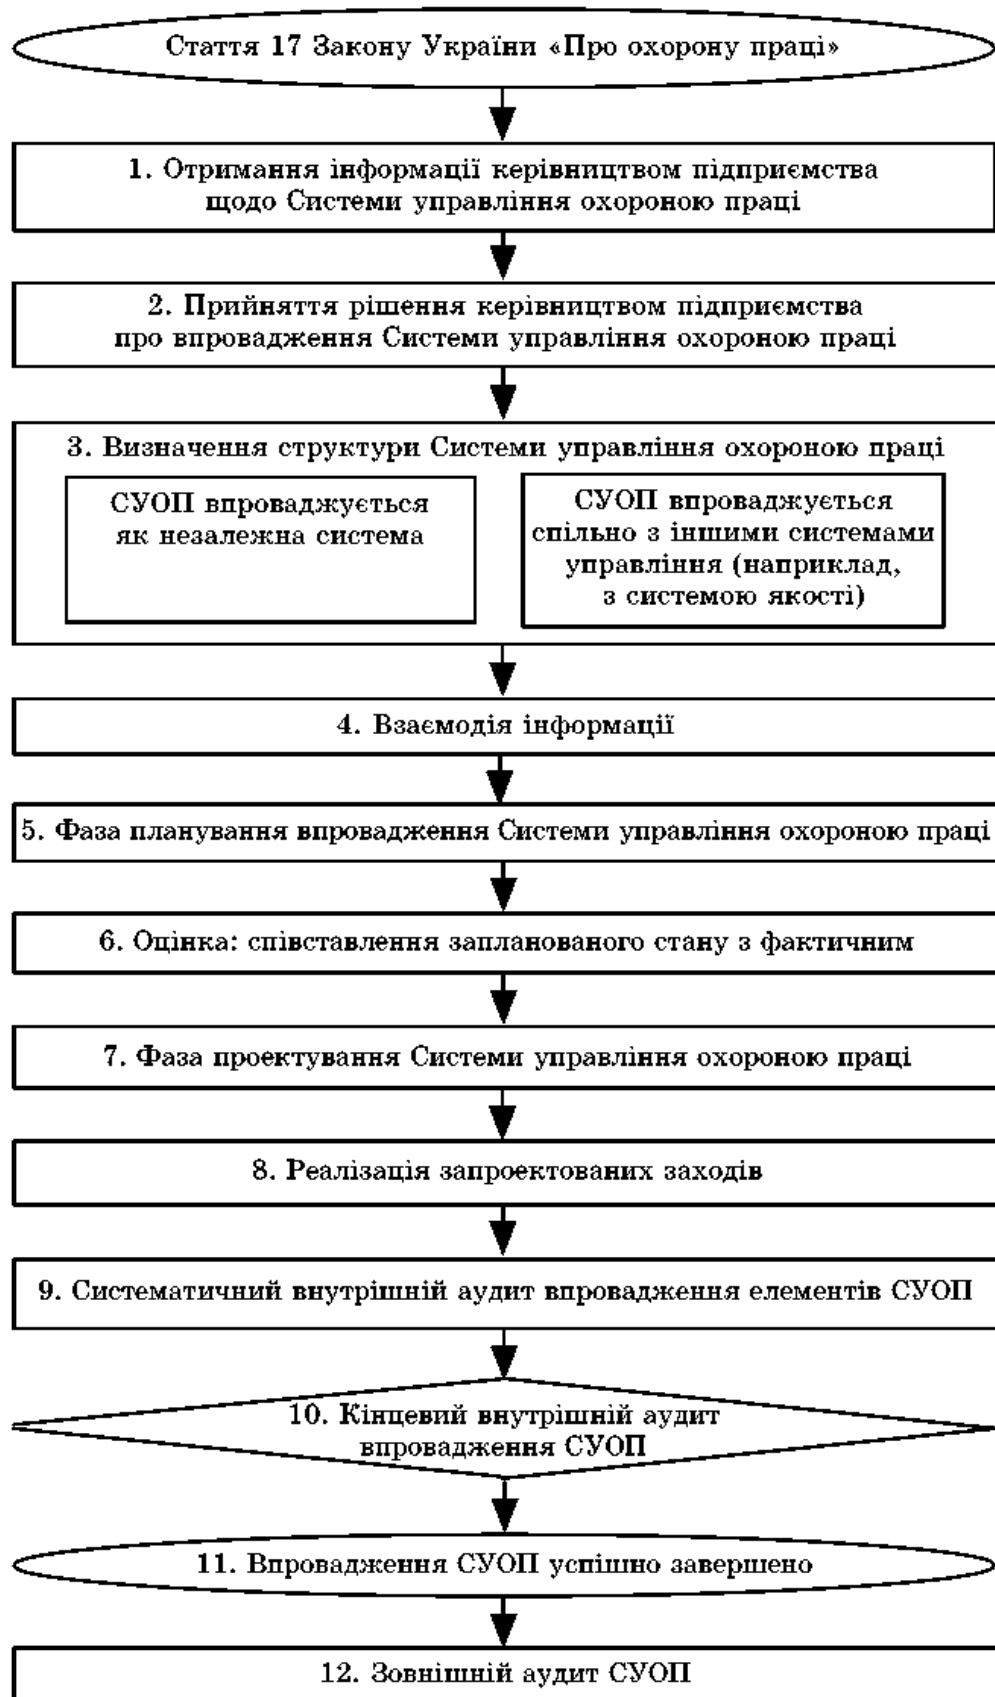 Стаття 17 Закону України «Про охорону праці»
1. Отримання інформації керівництвом підприємства
щодо Системи управління охороною праці
2. Прийняття рішення керівництвом підприємства
про впровадження Системи управління охороною праці
3. Визначення структури Системи управління охороною праці
СУОП впроваджується
як незалежна система
СУОП впроваджується
спільно з іншими системами
управління (наприклад,
з системою якості)
4. Взаємодія інформації
5. Фаза планування впровадження Системи управління охороною праці
6. Оцінка: співставлення запланованого стану з фактичним
7. Фаза проектування Системи управління охороною праці
8. Реалізація запроектованих заходів
9. Систематичний внутрішній аудит впровадження елементів СУОП
10. Кінцевий внутрішній аудит
впровадження СУОП
11. Впровадження СУОП успішно завершено
12. Зовнішній аудит СУОП